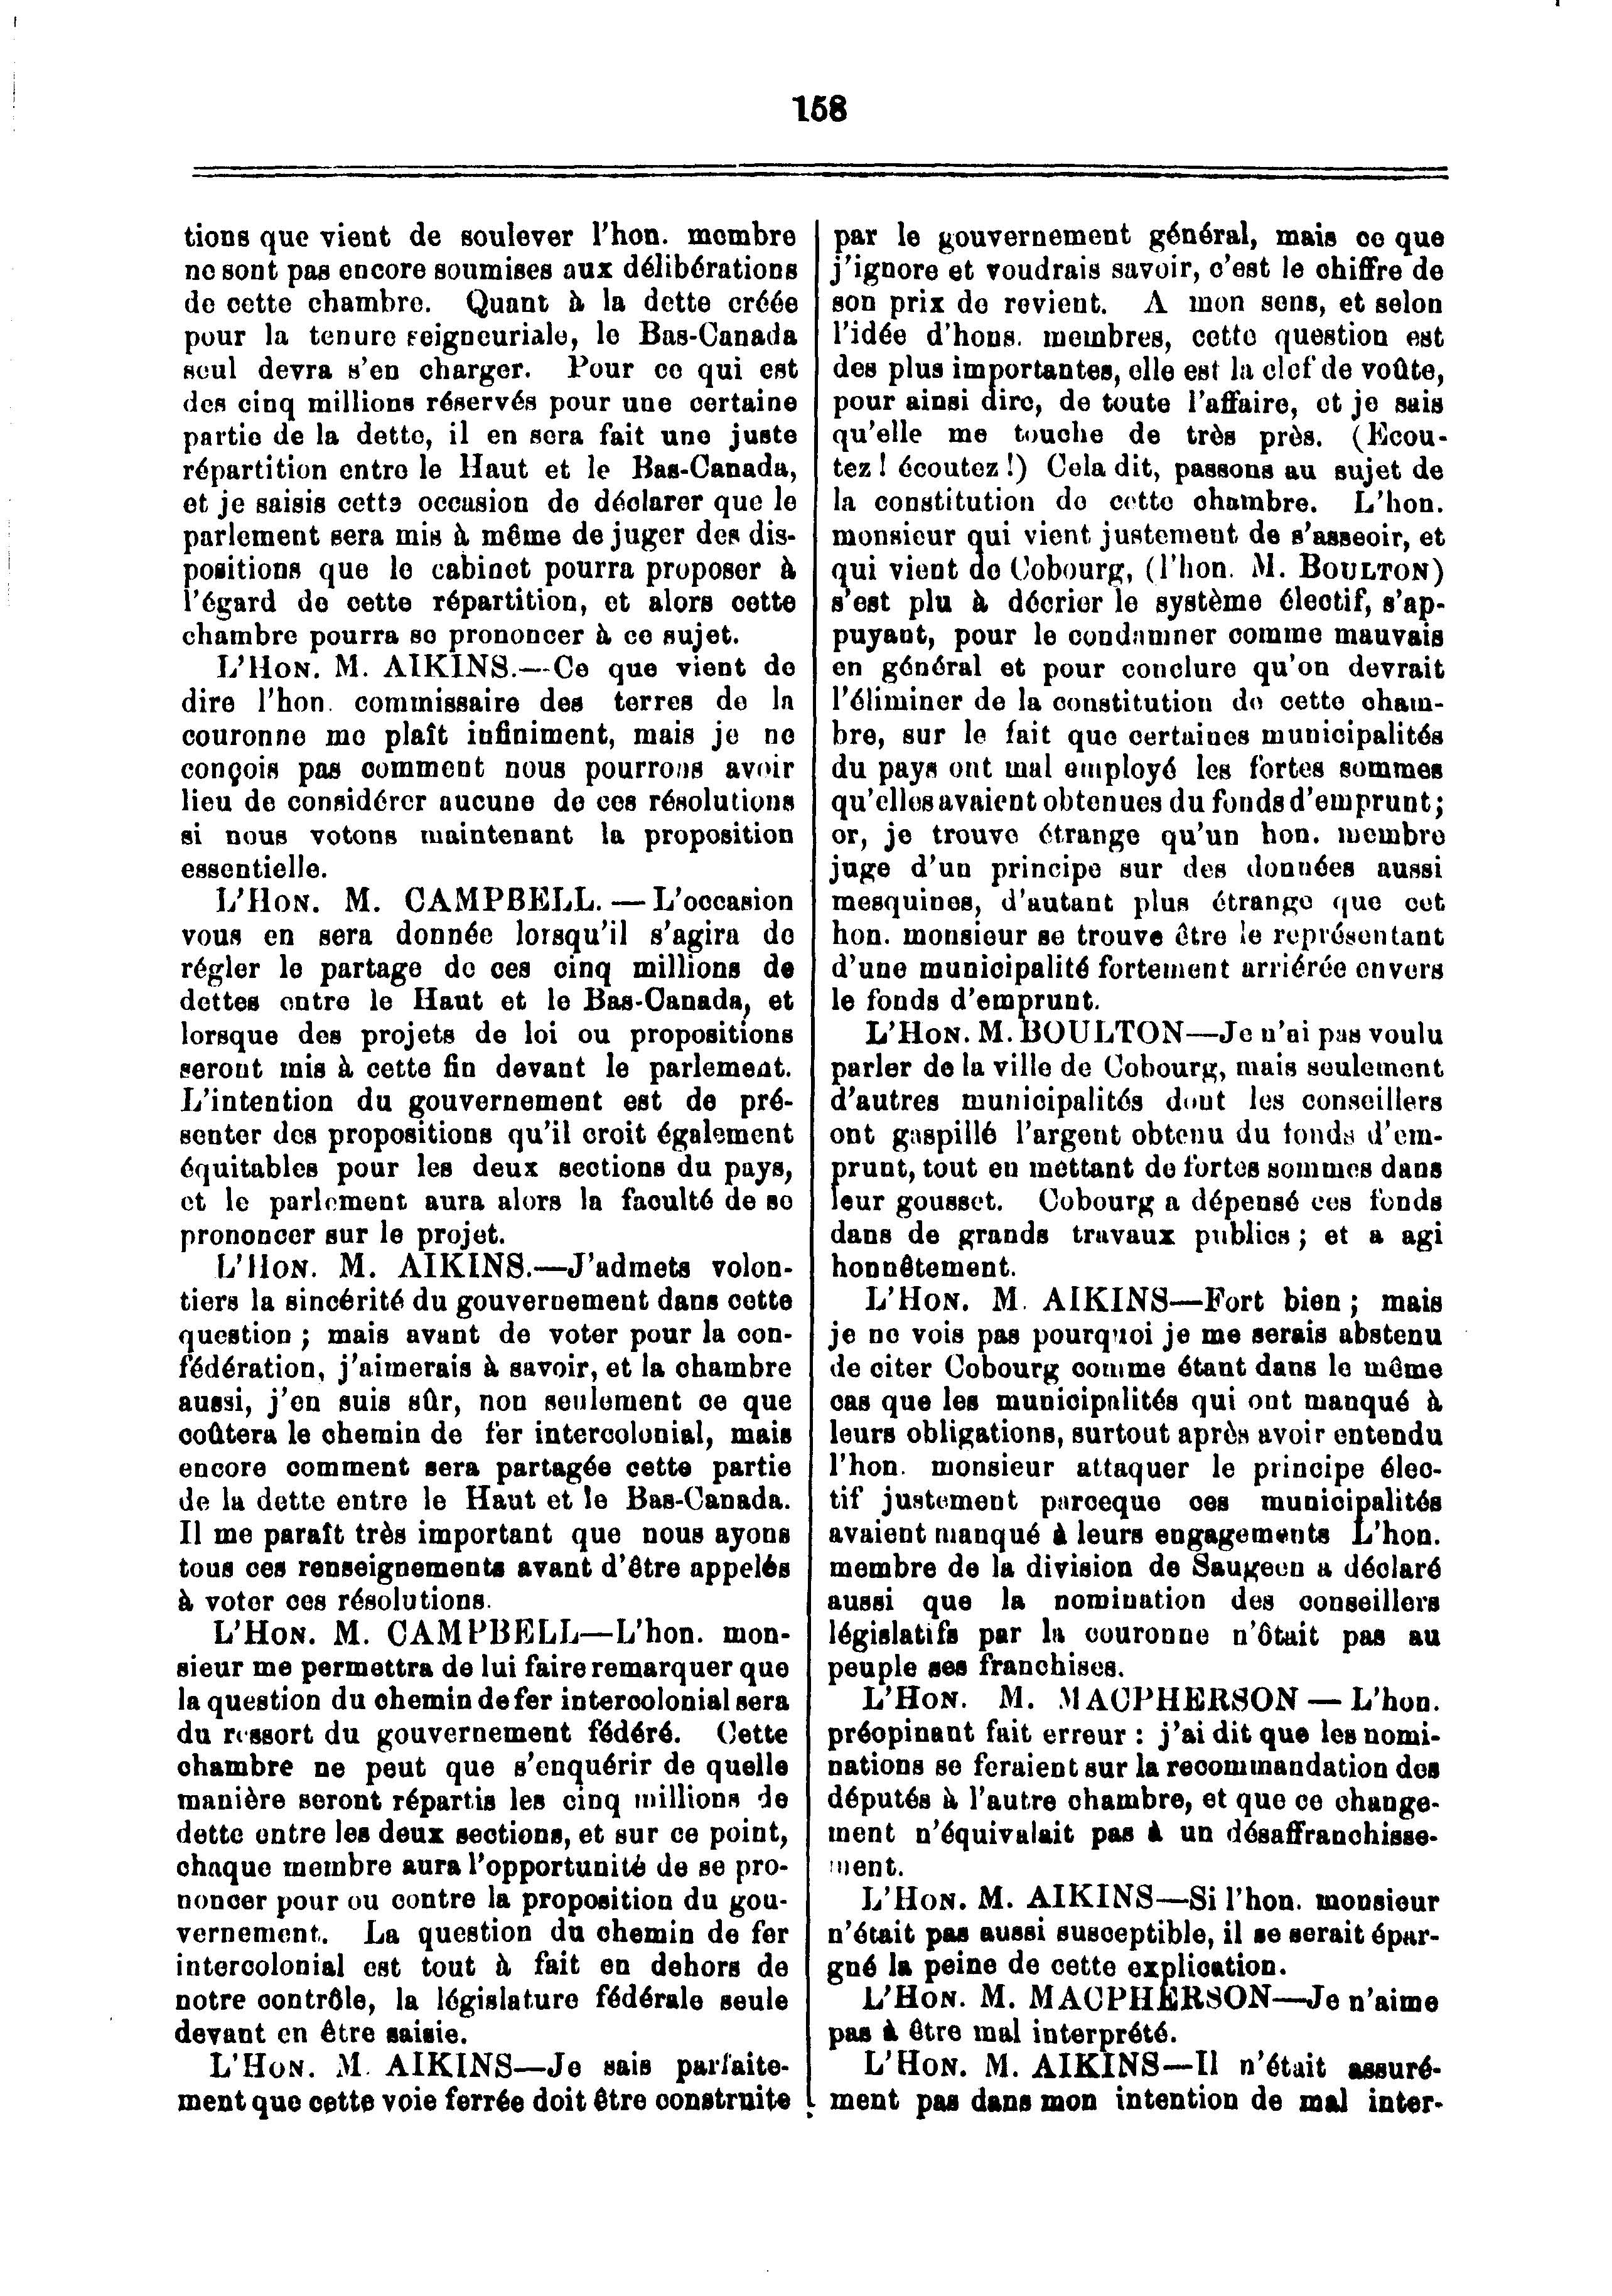 158
tions que vient de soulever l'hon. membre
ne sont pas encore soumises aux délibérations
de cette chambre. Quant à la dette créée
pour la tenure seigneuriale, le Bas-Canada
seul devra s'en charger. Pour ce qui est
des cinq millions réservés pour une certaine
partie de la dette, il en sera fait une juste
répartition entre le Haut et le Bas-Canada,
et je saisis cette occasion de déclarer que le
parlement sera mis à même de juger des dis-
positions que le cabinet pourra proposer à
l'égard de cette répartition, et alors cette
chambre pourra se prononcer à ce sujet.
L'HON. M. AIKINS.—Ce que vient de
dire l'hon. commissaire des terres de la
couronne me plaît infiniment, mais je ne
conçois pas comment nous pourrons avoir
lieu de considérer aucune de ces résolutions
si nous votons maintenant la proposition
essentielle.
L'HON. M. CAMPBELL.—L'occasion
vous en sera donnée lorsqu'il s'agira de
régler le partage de ces cinq millions de
dettes entre le Haut et le Bas-Canada, et
lorsque des projets de loi ou propositions
seront mis à cette fin devant le parlement.
L'intention du gouvernement est de pré-
senter des propositions qu'il croit également
équitables pour les deux sections du pays,
et le parlement aura alors la faculté de se
prononcer sur le projet.
L'HON. M. AIKINS.—J'admets volon-
tiers la sincérité du gouvernement dans cette
question ; mais avant de voter pour la con-
fédération, j'aimerais à savoir, et la chambre
aussi, j'en suis sûr, non seulement ce que
coûtera le chemin de fer intercolonial, mais
encore comment sera partagée cette partie
de la dette entre le Haut et le Bas-Canada.
Il me paraît très important que nous ayons
tous ces renseignements avant d'être appelés
à voter ces résolutions.
L'HON. M. CAMPBELL—L'hon. mon-
sieur me permettra de lui faire remarquer que
la question du chemin de fer intercolonial sera
du ressort du gouvernement fédéré. Cette
chambre ne peut que s'enquérir de quelle
manière seront répartis les cinq millions de
dette entre les deux sections, et sur ce point,
chaque membre aura l'opportunité de se pro-
noncer pour ou contre la proposition du gou-
vernement. La question du chemin de fer
intercolonial est tout à fait en dehors de
notre contrôle, la législature fédérale seule
devant en être saisie.
L'HON. M. AIKINS—Je sais parfaite-
ment que cette voie ferrée doit être construite
par le gouvernement général, mais ce que
j'ignore et voudrais savoir, c'est le chiffre de
son prix de revient. A mon sens, et selon
l'idée d'hons. membres, cette question est
des plus importantes, elle est la clef de voûte,
pour ainsi dire, de toute l'affaire, et je sais
qu'elle me touche de très près. (Ecou-
tez ! écoutez !) Cela dit, passons au sujet de
la constitution de cette chambre. L'hon.
monsieur qui vient justement de s'asseoir, et
qui vient de Cobourg, (l'hon. M. BOULTON)
s'est plu à décrier le système électif, s'ap-
puyant, pour le condamner comme mauvais
en général et pour conclure qu'on devrait
l'éliminer de la constitution de cette cham-
bre, sur le fait que certaines municipalités
du pays ont mal employé les fortes sommes
qu'elles avaient obtenues du fonds d'emprunt ;
or, je trouve étrange qu'un hon. membre
juge d'un principe sur des données aussi
mesquines, d'autant plus étrange que cet
hon. monsieur se trouve être le représentant
d'une municipalité fortement arriérée envers
le fonds d'emprunt.
L'HON. M. BOULTON—Je n'ai pas voulu
parler de la ville de Cobourg, mais seulement
d'autres municipalités dont les conseillers
ont gaspillé l'argent obtenu du fonds d'em-
prunt, tout en mettant de fortes sommes dans
leur gousset. Cobourg a dépensé ces fonds
dans de grands travaux publics ; et a agi
honnêtement.
L'HON. M. AIKINS—Fort bien ; mais
je ne vois pas pourquoi je me serais abstenu
de citer Cobourg comme étant dans le même
cas que les municipalités qui ont manqué à
leurs obligations, surtout après avoir entendu
l'hon. monsieur attaquer le principe élec-
tif justement parceque ces municipalités
avaient manqué à leurs engagements L'hon.
membre de la division de Saugeen a déclaré
aussi que la nomination des conseillers
législatifs par la couronne n'ôtait pas au
peuple ses franchises.
L'HON. M. MACPHERSON — L'hon.
préopinant fait erreur : j'ai dit que les nomi-
nations se feraient sur la recommandation des
députés à l'autre chambre, et que ce change-
ment n'équivalait pas à un désaffranchisse-
ment.
L'HON. M. AIKINS—Si l'hon. monsieur
n'était pas aussi susceptible, il se serait épar-
gné la peine de cette explication.
L'HON. M. MACPHERSON—Je n'aime
pas à être mal interprété.
L'HON. M. AIKINS—Il n'était assuré-
ment pas dans mon intention de mal inter-